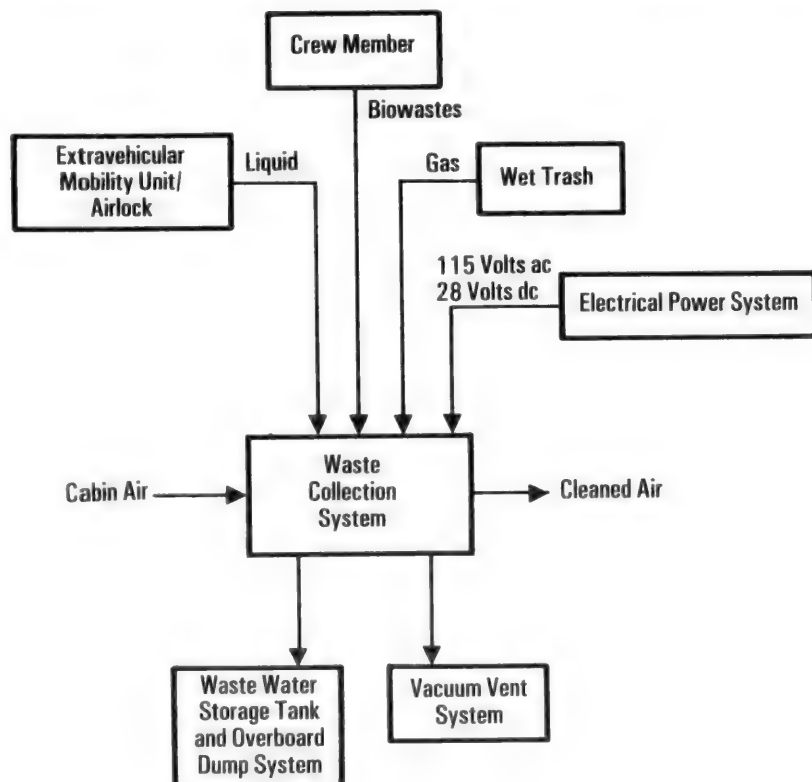 Crew Member
Biowastes
Extravehicular
Mobility Unit/
Airlock
Liquid
Gas
Wet Trash
115 Volts ac
28 Volts dc
Electrical Power System
Cabin Air
Waste
Collection
System
Cleaned Air
Waste Water
Storage Tank
and Overboard
Dump System
Vacuum Vent
System